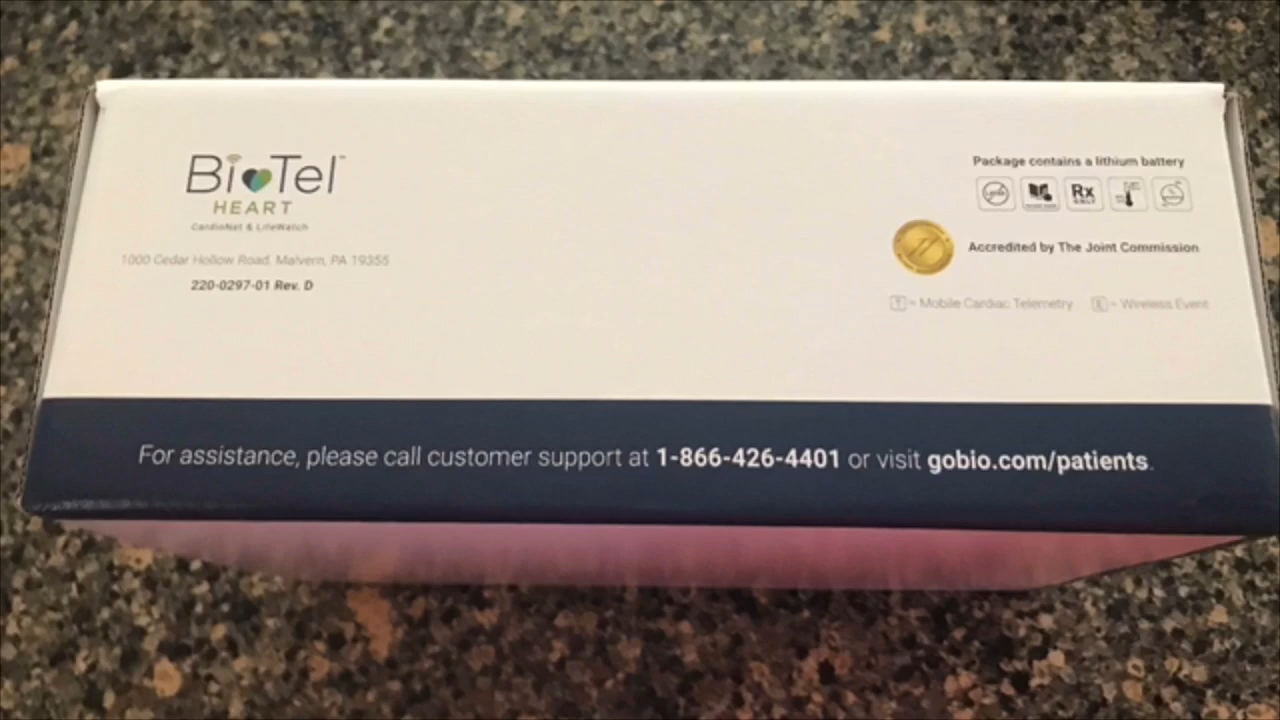 BioTel™
HEART
CardioNet & LifeWatch
1000 Cedar Hollow Road, Malvern, PA 19355
220-0297-01 Rev. D
Package contains a lithium battery
Rx
ONLY
Accredited by The Joint Commission
T = Mobile Cardiac Telemetry E = Wireless Event
For assistance, please call customer support at 1-866-426-4401 or visit gobio.com/patients.